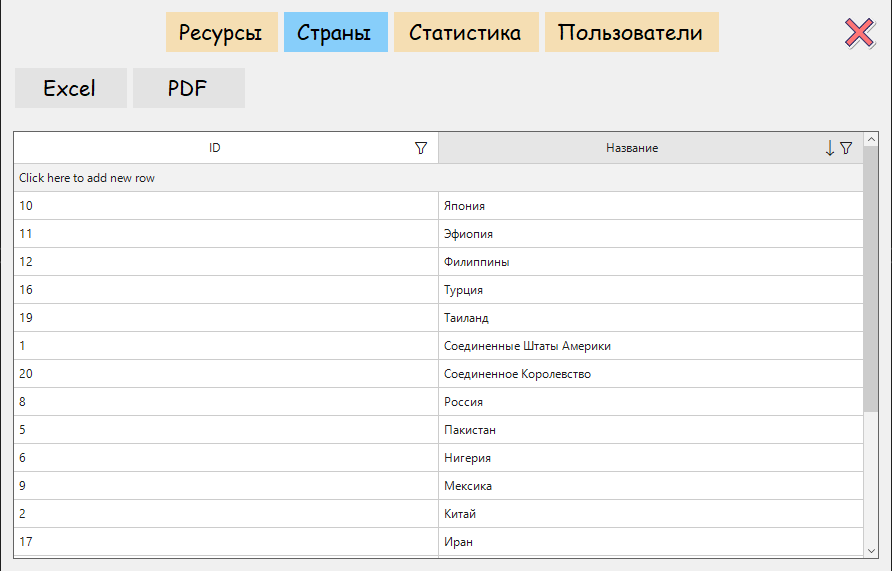 Ресурсы Страны Статистика Пользователи
Excel PDF
ID Название
Click here to add new row
10 Япония
11 Эфиопия
12 Филиппины
16 Турция
19 Таиланд
1 Соединенные Штаты Америки
20 Соединенное Королевство
8 Россия
5 Пакистан
6 Нигерия
9 Мексика
2 Китай
17 Иран